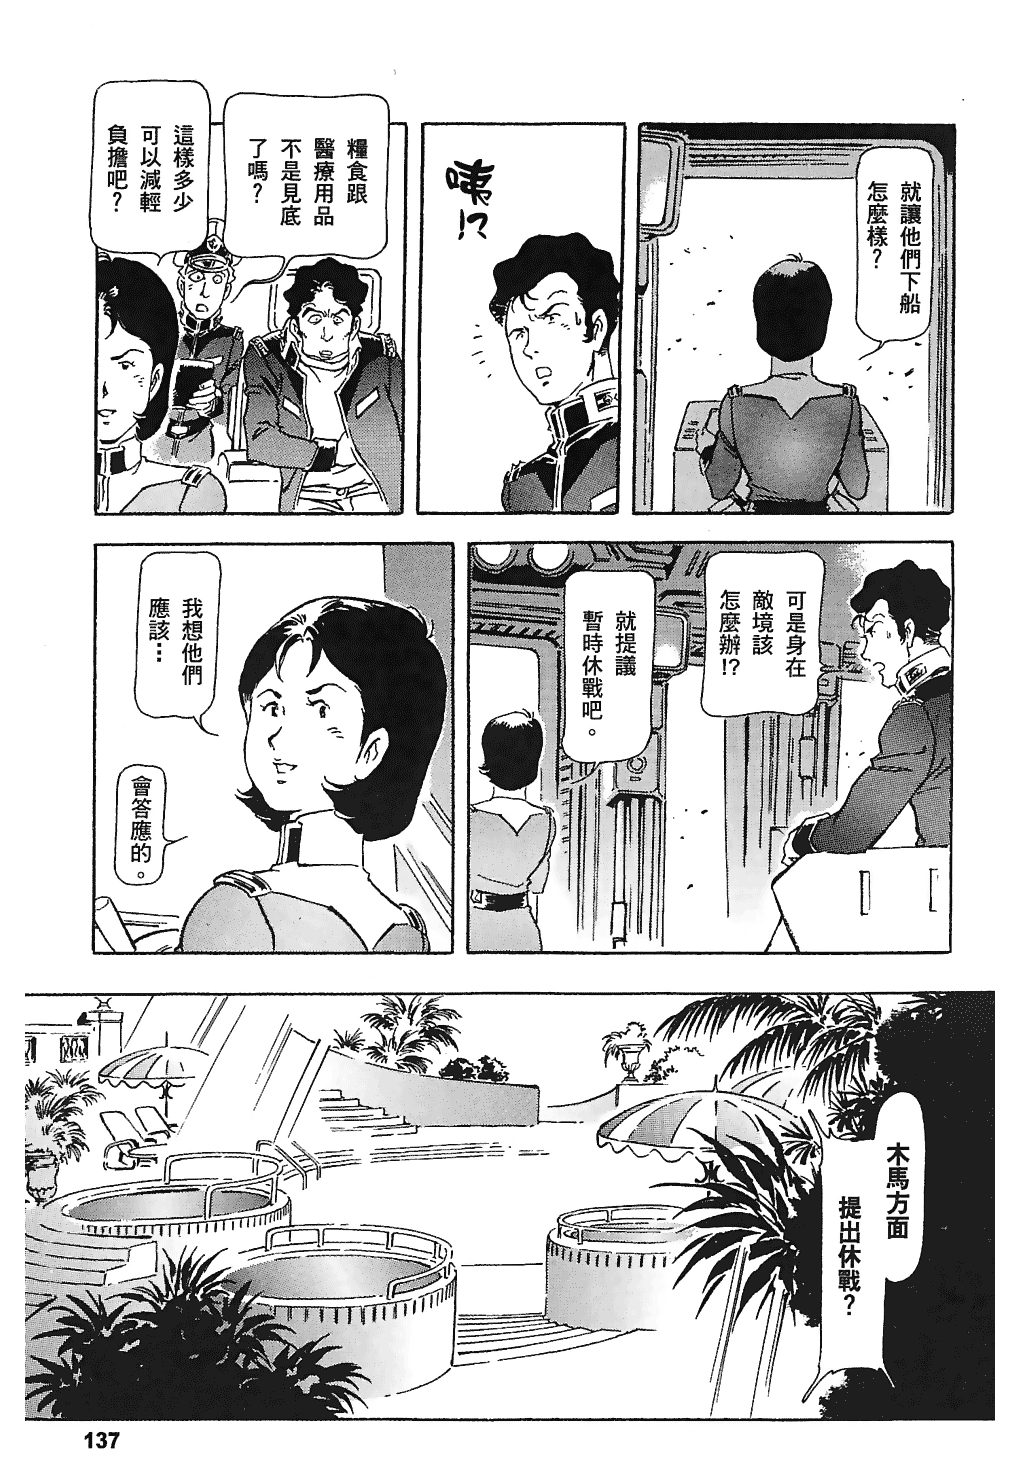 就讓他們下船
怎麼樣？
咦
!?
糧食跟
醫療用品
不是見底
了嗎？
這樣多少
可以減輕
負擔吧？
可是身在
敵境該
怎麼辦!?
就提議
暫時休戰吧。
我想他們
應該…
會答應的。
木馬方面
提出休戰？
137